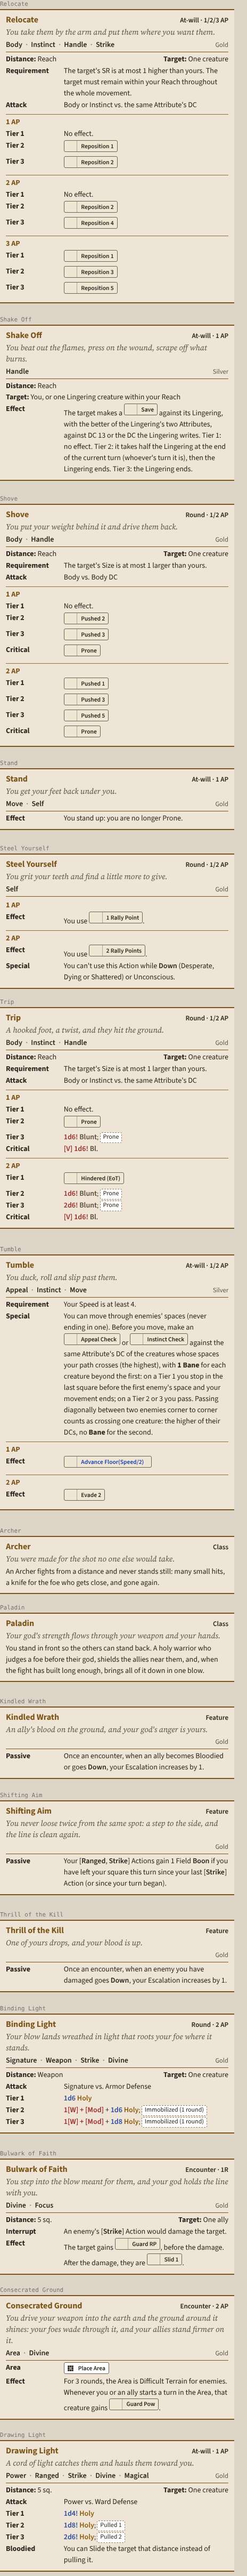 Relocate
Relocate At-will · 1/2/3 AP
You take them by the arm and put them where you want them.
Body · Instinct · Handle · Strike Gold
Distance: Reach Target: One creature
Requirement The target's SR is at most 1 higher than yours. The
target must remain within your Reach throughout
the whole movement.
Attack Body or Instinct vs. the same Attribute's DC
1 AP
Tier 1 No effect.
Tier 2 Reposition 1
Tier 3 Reposition 2
2 AP
Tier 1 No effect.
Tier 2 Reposition 2
Tier 3 Reposition 4
3 AP
Tier 1 Reposition 1
Tier 2 Reposition 3
Tier 3 Reposition 5
Shake Off
Shake Off At-will · 1 AP
You beat out the flames, press on the wound, scrape off what
burns.
Handle Silver
Distance: Reach
Target: You, or one Lingering creature within your Reach
Effect The target makes a Save against its Lingering,
with the better of the Lingering's two Attributes,
against DC 13 or the DC the Lingering writes. Tier 1:
no effect. Tier 2: it takes half the Lingering at the end
of the current turn (whoever's turn it is), then the
Lingering ends. Tier 3: the Lingering ends.
Shove
Shove Round · 1/2 AP
You put your weight behind it and drive them back.
Body · Handle Gold
Distance: Reach Target: One creature
Requirement The target's Size is at most 1 larger than yours.
Attack Body vs. Body DC
1 AP
Tier 1 No effect.
Tier 2 Pushed 2
Tier 3 Pushed 3
Critical Prone
2 AP
Tier 1 Pushed 1
Tier 2 Pushed 3
Tier 3 Pushed 5
Critical Prone
Stand
Stand At-will · 1 AP
You get your feet back under you.
Move · Self Gold
Effect You stand up: you are no longer Prone.
Steel Yourself
Steel Yourself Round · 1/2 AP
You grit your teeth and find a little more to give.
Self Gold
1 AP
Effect You use 1 Rally Point.
2 AP
Effect You use 2 Rally Points.
Special You can't use this Action while Down (Desperate,
Dying or Shattered) or Unconscious.
Trip
Trip Round · 1/2 AP
A hooked foot, a twist, and they hit the ground.
Body · Instinct · Handle Gold
Distance: Reach Target: One creature
Requirement The target's Size is at most 1 larger than yours.
Attack Body or Instinct vs. the same Attribute's DC
1 AP
Tier 1 No effect.
Tier 2 Prone
Tier 3 1d6! Blunt; Prone
Critical [V] 1d6! Bl.
2 AP
Tier 1 Hindered (EoT)
Tier 2 1d6! Blunt; Prone
Tier 3 2d6! Blunt; Prone
Critical [V] 1d6! Bl.
Tumble
Tumble At-will · 1/2 AP
You duck, roll and slip past them.
Appeal · Instinct · Move Silver
Requirement Your Speed is at least 4.
Special You can move through enemies' spaces (never
ending in one). Before you move, make an
Appeal Check or Instinct Check against the
same Attribute's DC of the creatures whose spaces
your path crosses (the highest), with 1 Bane for each
creature beyond the first: on a Tier 1 you stop in the
last square before the first enemy's space and your
movement ends; on a Tier 2 or 3 you pass. Passing
diagonally between two enemies corner to corner
counts as crossing one creature: the higher of their
DCs, no Bane for the second.
1 AP
Effect Advance Floor(Speed/2)
2 AP
Effect Evade 2
Archer
Archer Class
You were made for the shot no one else would take.
An Archer fights from a distance and never stands still: many small hits,
a knife for the foe who gets close, and gone again.
Paladin
Paladin Class
Your god's strength flows through your weapon and your hands.
You stand in front so the others can stand back. A holy warrior who
judges a foe before their god, shields the allies near them, and, when
the fight has built long enough, brings all of it down in one blow.
Kindled Wrath
Kindled Wrath Feature
An ally's blood on the ground, and your god's anger is yours.
Gold
Passive Once an encounter, when an ally becomes Bloodied
or goes Down, your Escalation increases by 1.
Shifting Aim
Shifting Aim Feature
You never loose twice from the same spot: a step to the side, and
the line is clean again.
Gold
Passive Your [Ranged, Strike] Actions gain 1 Field Boon if you
have left your square this turn since your last [Strike]
Action (or since your turn began).
Thrill of the Kill
Thrill of the Kill Feature
One of yours drops, and your blood is up.
Gold
Passive Once an encounter, when an enemy you have
damaged goes Down, your Escalation increases by 1.
Binding Light
Binding Light Round · 2 AP
Your blow lands wreathed in light that roots your foe where it
stands.
Signature · Weapon · Strike · Divine Gold
Distance: Weapon Target: One creature
Attack Signature vs. Armor Defense
Tier 1 1d6 Holy
Tier 2 1[W] + [Mod] + 1d6 Holy; Immobilized (1 round)
Tier 3 1[W] + [Mod] + 1d8 Holy; Immobilized (1 round)
Bulwark of Faith
Bulwark of Faith Encounter · 1R
You step into the blow meant for them, and your god holds the line
with you.
Divine · Focus Gold
Distance: 5 sq. Target: One ally
Interrupt An enemy's [Strike] Action would damage the target.
Effect The target gains Guard RP, before the damage.
After the damage, they are Slid 1.
Consecrated Ground
Consecrated Ground Encounter · 2 AP
You drive your weapon into the earth and the ground around it
shines: your foes wade through it, and your allies stand firmer on
it.
Area · Divine Gold
Area Place Area
Effect For 3 rounds, the Area is Difficult Terrain for enemies.
Whenever you or an ally starts a turn in the Area, that
creature gains Guard Pow.
Drawing Light
Drawing Light At-will · 1 AP
A cord of light catches them and hauls them toward you.
Power · Ranged · Strike · Divine · Magical Gold
Distance: 5 sq. Target: One creature
Attack Power vs. Ward Defense
Tier 1 1d4! Holy
Tier 2 1d8! Holy; Pulled 1
Tier 3 2d6! Holy; Pulled 2
Bloodied You can Slide the target that distance instead of
pulling it.